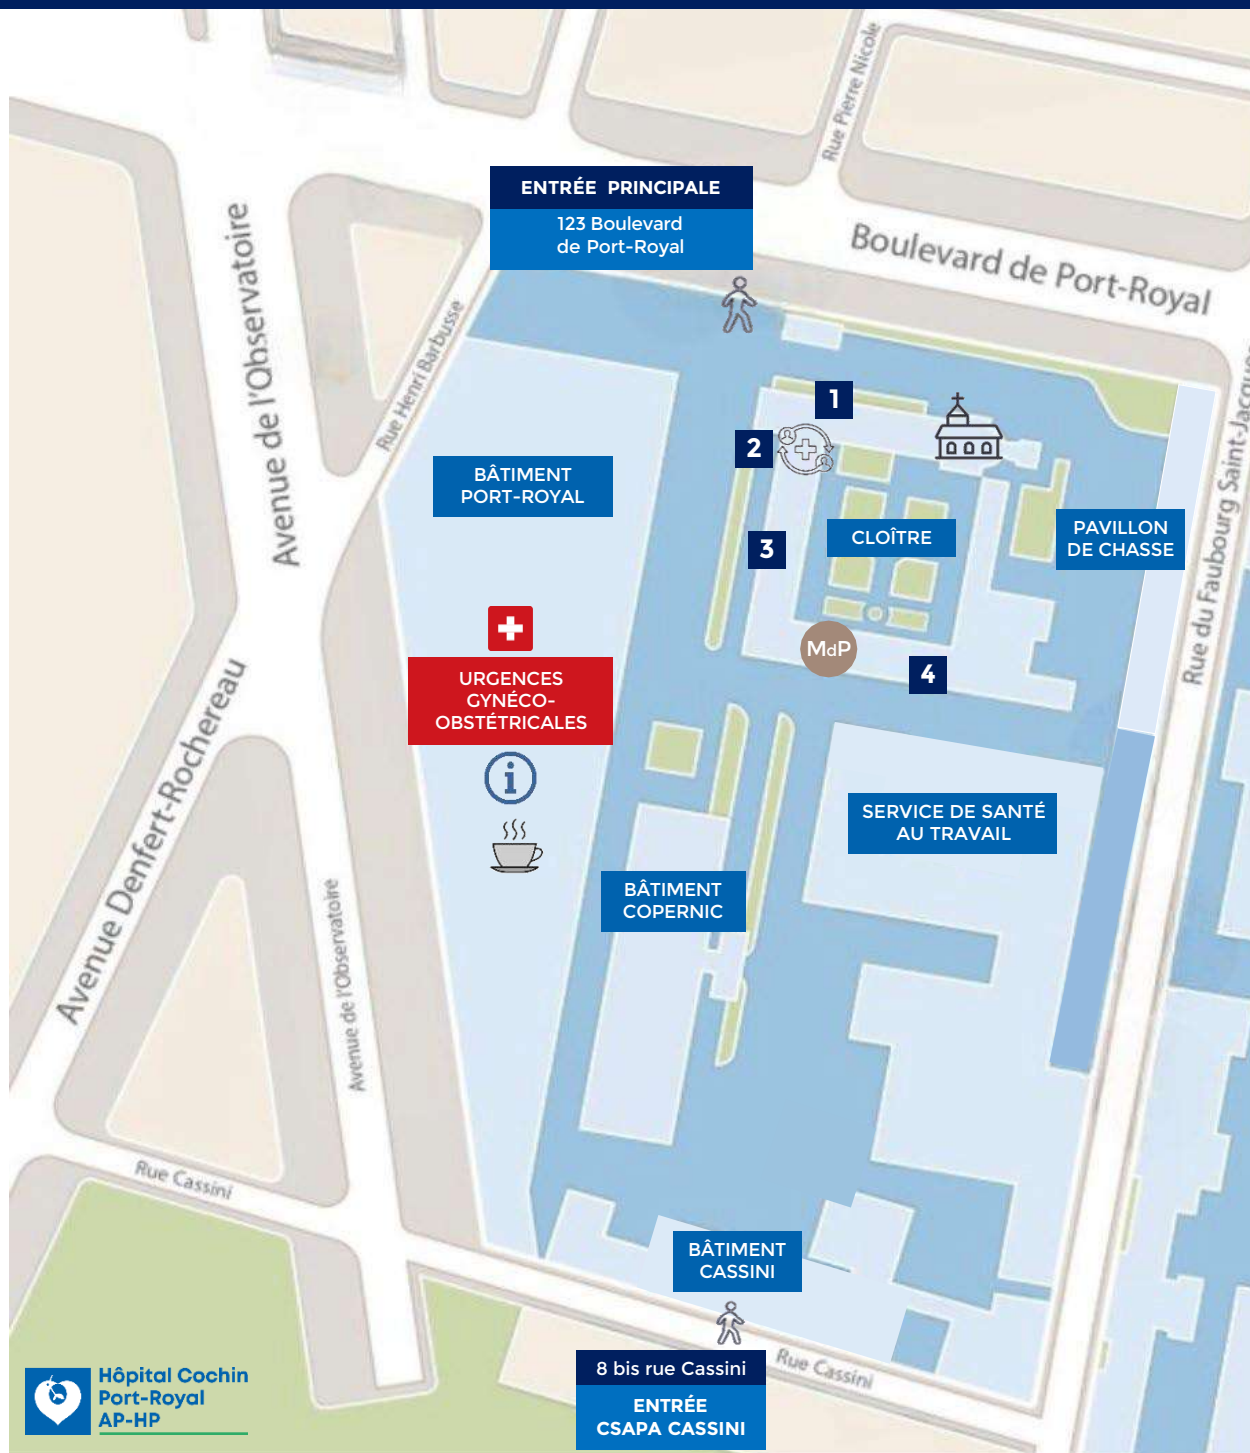 Rue Pierre Nicole
ENTRÉE PRINCIPALE
123 Boulevard
de Port-Royal
Boulevard de Port-Royal
Avenue de l'Observatoire
Rue Henri Barbusse
1
2
3
4
BÂTIMENT
PORT-ROYAL
CLOÎTRE
PAVILLON
DE CHASSE
Rue du Faubourg Saint-Jacques
MdP
URGENCES
GYNÉCO-
OBSTÉTRICALES
i
Avenue Denfert-Rochereau
SERVICE DE SANTÉ
AU TRAVAIL
BÂTIMENT
COPERNIC
Avenue de l'Observatoire
Rue Cassini
BÂTIMENT
CASSINI
Rue Cassini
8 bis rue Cassini
ENTRÉE
CSAPA CASSINI
Hôpital Cochin
Port-Royal
AP-HP